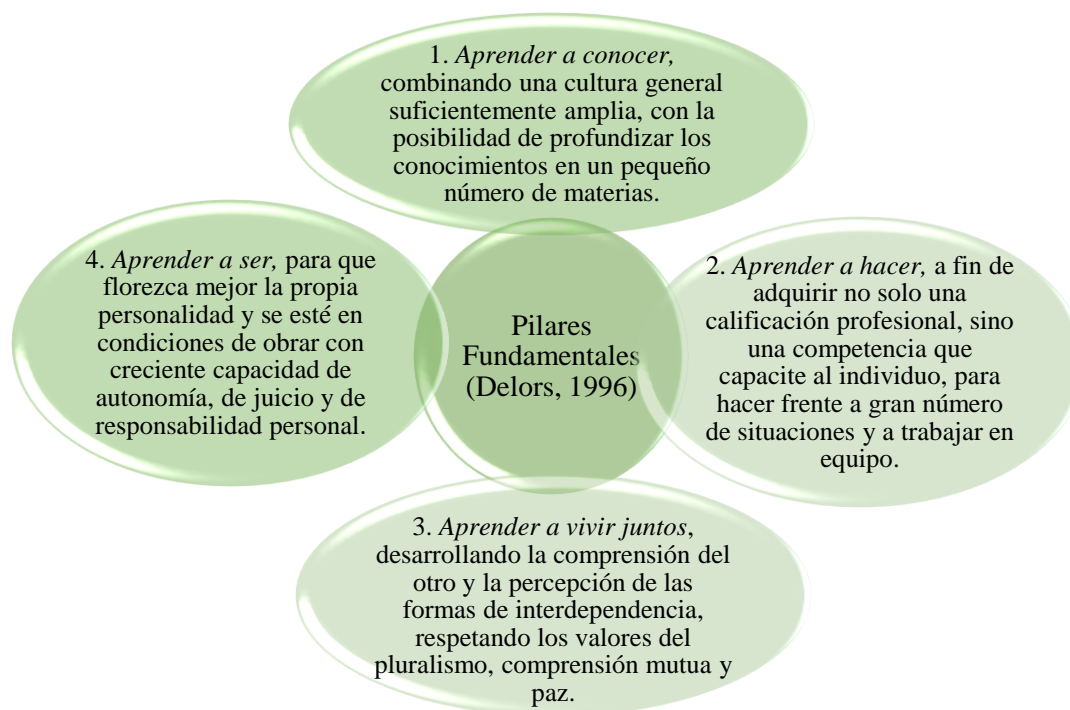 1. Aprender a conocer,
combinando una cultura general
suficientemente amplia, con la
posibilidad de profundizar los
conocimientos en un pequeño
número de materias.
2. Aprender a hacer, a fin de
adquirir no solo una
calificación profesional, sino
una competencia que
capacite al individuo, para
hacer frente a gran número
de situaciones y a trabajar en
equipo.
3. Aprender a vivir juntos,
desarrollando la comprensión del
otro y la percepción de las
formas de interdependencia,
respetando los valores del
pluralismo, comprensión mutua y
paz.
4. Aprender a ser, para que
florezca mejor la propia
personalidad y se esté en
condiciones de obrar con
creciente capacidad de
autonomía, de juicio y de
responsabilidad personal.
Pilares
Fundamentales
(Delors, 1996)